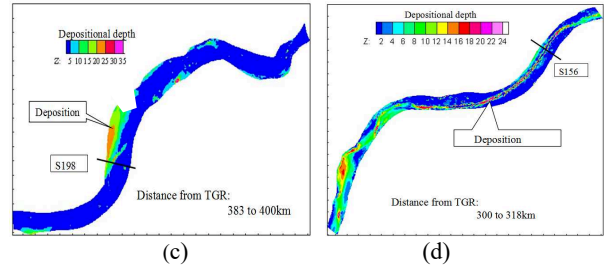 Depositional depth
Z: 5 10 15 20 25 30 35
Deposition
S198
Distance from TGR:
383 to 400km
(c)
Depositional depth
Z: 2 4 6 8 10 12 14 16 18 20 22 24
S156
Deposition
Distance from TGR:
300 to 318km
(d)